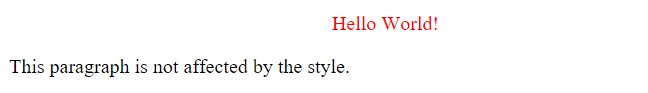 Hello World!
This paragraph is not affected by the style.